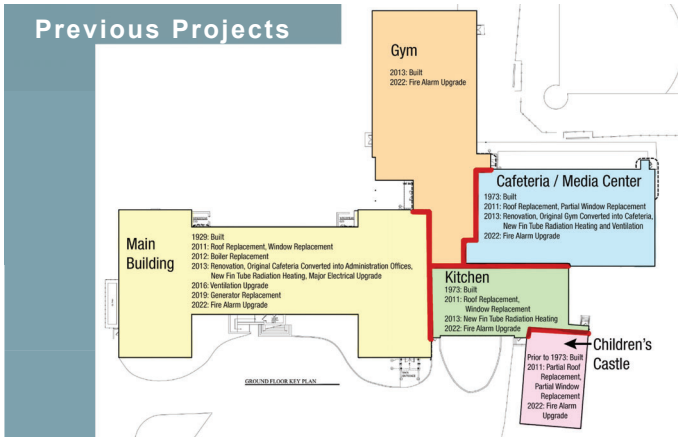 Previous Projects
Gym
2013: Built
2022: Fire Alarm Upgrade
Cafeteria / Media Center
1973: Built
2011: Roof Replacement, Partial Window Replacement
2013: Renovation, Original Gym Converted into Cafeteria,
New Fin Tube Radiation Heating and Ventilation
2022: Fire Alarm Upgrade
Main
Building
1929: Built
2011: Roof Replacement, Window Replacement
2012: Boiler Replacement
2013: Renovation, Original Cafeteria Converted into Administration Offices,
New Fin Tube Radiation Heating, Major Electrical Upgrade
2016: Ventilation Upgrade
2019: Generator Replacement
2022: Fire Alarm Upgrade
Kitchen
1973: Built
2011: Roof Replacement,
Window Replacement
2013: New Fin Tube Radiation Heating
2022: Fire Alarm Upgrade
Children's
Castle
Prior to 1973: Built
2011: Partial Roof
Replacement,
Partial Window
Replacement
2022: Fire Alarm
Upgrade
GROUND FLOOR KEY PLAN